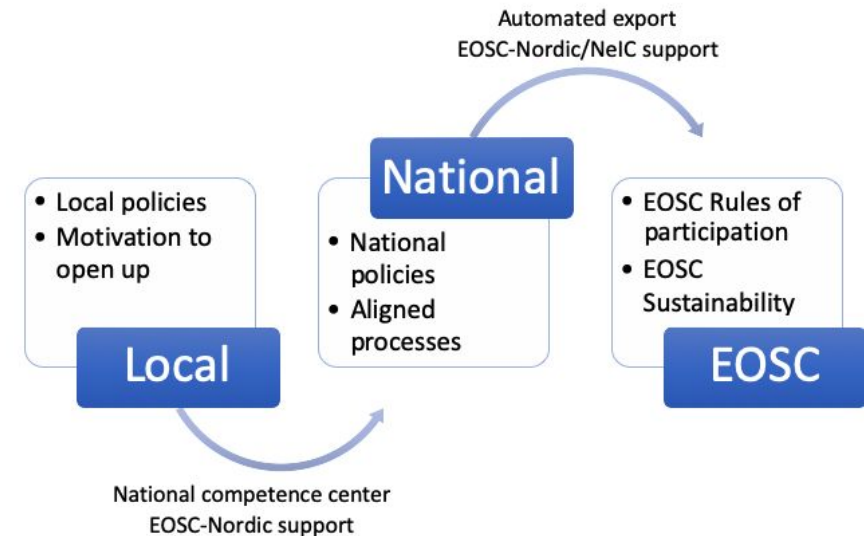 Automated export
EOSC-Nordic/NeIC support
National
• Local policies
• Motivation to
open up
Local
• National
policies
• Aligned
processes
• EOSC Rules of
participation
• EOSC
Sustainability
EOSC
National competence center
EOSC-Nordic support